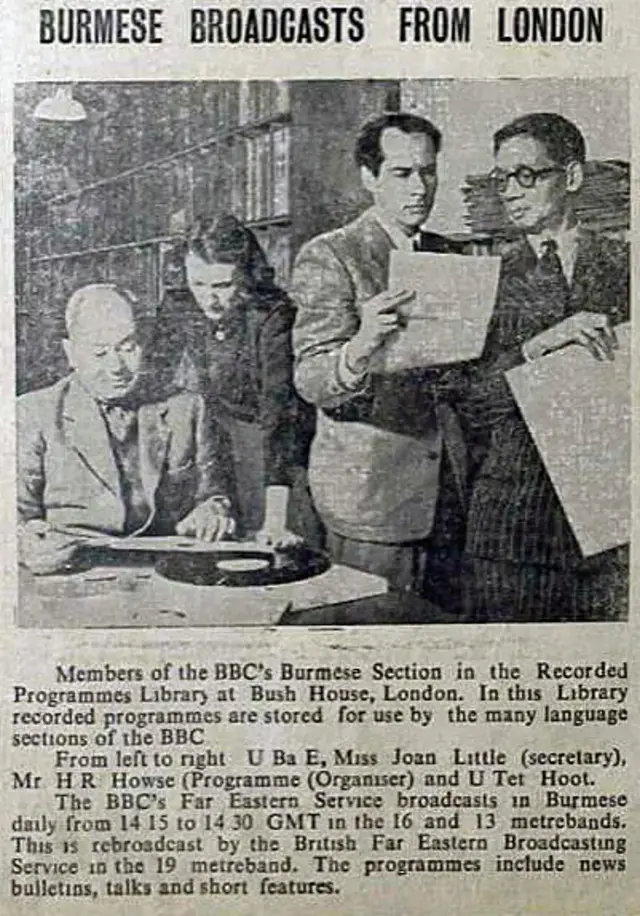 BURMESE BROADCASTS FROM LONDON
Members of the BBC's Burmese Section in the Recorded
Programmes Library at Bush House, London. In this Library
recorded programmes are stored for use by the many language
sections of the BBC
From left to right U Ba E, Miss Joan Little (secretary),
Mr. H R Howse (Programme (Organiser) and U Tet Hoot.
The BBC's Far Eastern Service broadcasts in Burmese
daily from 14 15 to 14 30 GMT in the 16 and 13 metrebands.
This is rebroadcast by the British Far Eastern Broadcasting
Service in the 19 metreband. The programmes include news
bulletins, talks and short features.